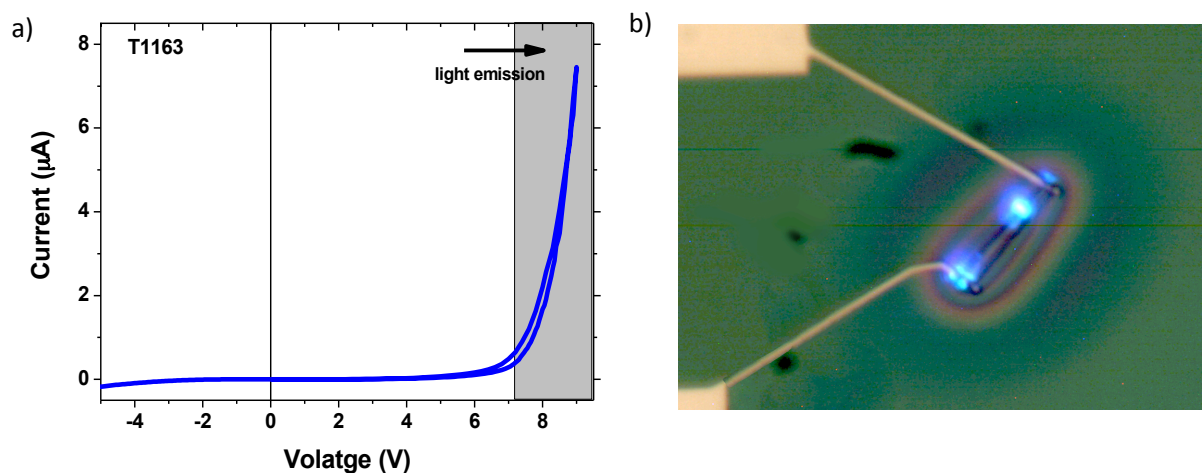 a)
T1163
light emission
8
6
4
2
0
Current (µA)
-4 -2 0 2 4 6 8
Volatge (V)
b)